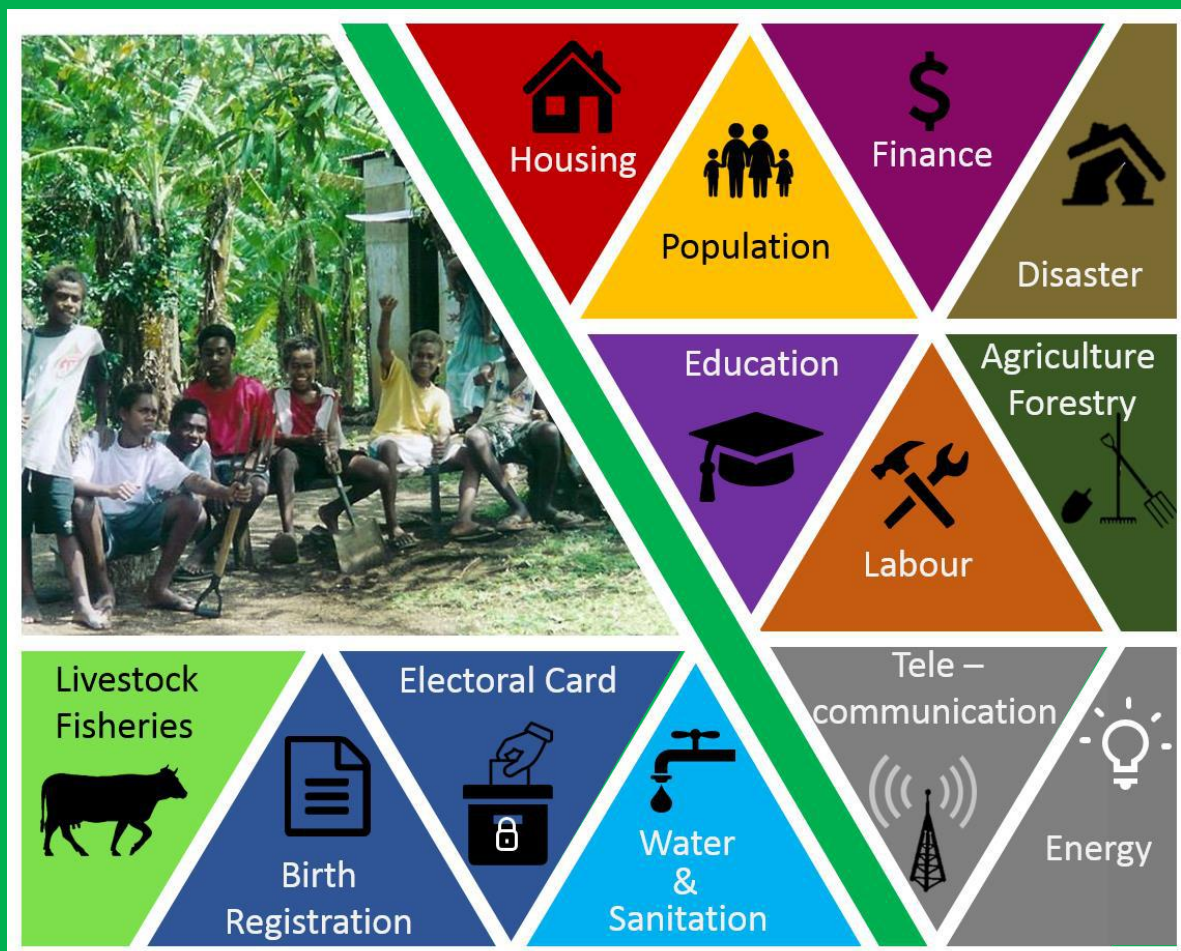 Housing
Population
Finance
Disaster
Education
Labour
Agriculture
Forestry
Livestock
Fisheries
Birth
Registration
Electoral Card
Water
&
Sanitation
Tele –
communication
Energy